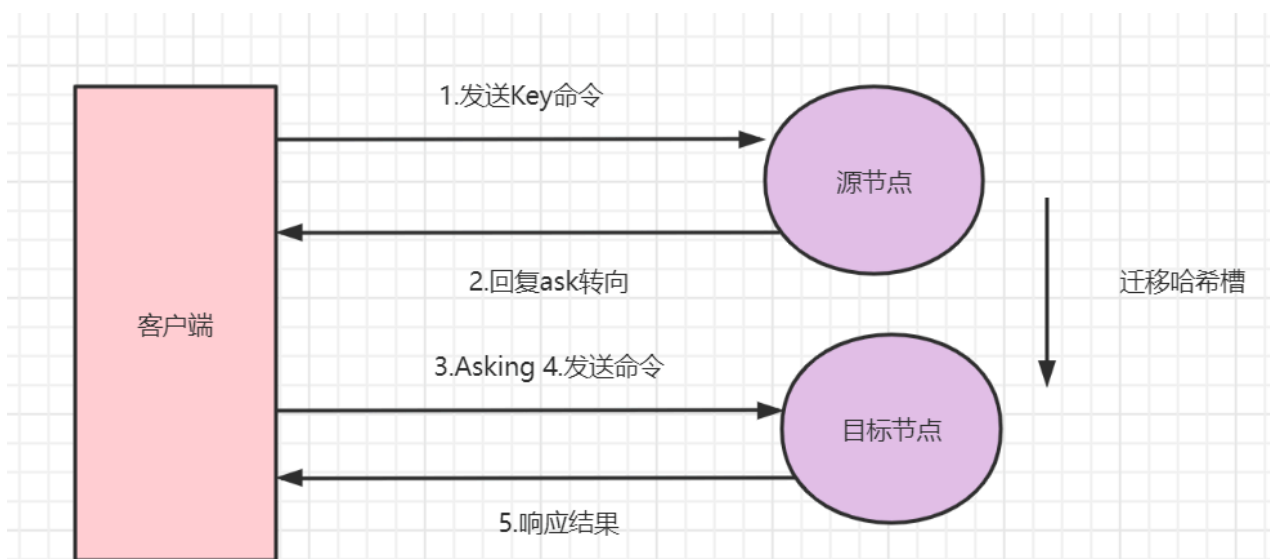 1.发送Key命令
源节点
2.回复ask转向
迁移哈希槽
客户端
3.Asking 4.发送命令
目标节点
5.响应结果